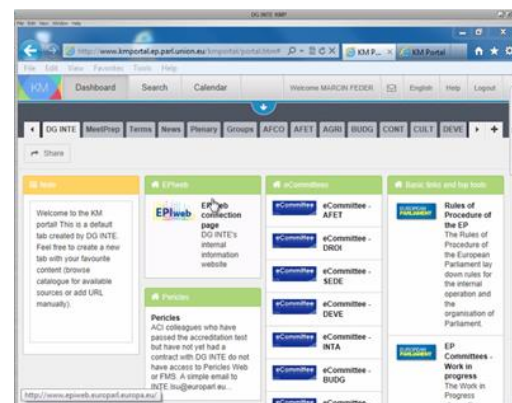 DG INTE KMP
http://www.kmportal.ep.parl.union.eu/kmportal/portal.html#
KM P...
KM Portal
File Edit View Favorites Tools Help
KM Dashboard Search Calendar Welcome MARCIN FEDER English Help Logout
DG INTE MeetPrep Terms News Plenary Groups AFCO AFET AGRI BUDG CONT CULT DEVE
Share
EPIweb
eCommittees
Basic links and top tools
Welcome to the KM
portal! This is a default
tab created by DG INTE.
Feel free to create a new
tab with your favourite
content (browse
catalogue for available
sources or add URL
manually).
EPIweb
connection
page
DG INTE's
internal
information
website
Pericles
Pericles
ACI colleagues who have
passed the accreditation test
but have not yet had a
contract with DG INTE do not
have access to Pericles Web
or FMS. A simple email to
INTE.tsu@europarl.eu...
eCommittee eCommittee -
AFET
eCommittee eCommittee -
DROI
eCommittee eCommittee -
SEDE
eCommittee eCommittee -
DEVE
eCommittee eCommittee -
INTA
eCommittee eCommittee -
BUDG
EUROPEAN
PARLIAMENT
Rules of
Procedure of
the EP
The Rules of
Procedure of
the European
Parliament lay
down rules for
the internal
operation and
the
organisation of
Parliament.
EUROPEAN
PARLIAMENT
EP
Committees -
Work in
progress
The Work in
Progress
http://www.epiweb.europarl.europa.eu/